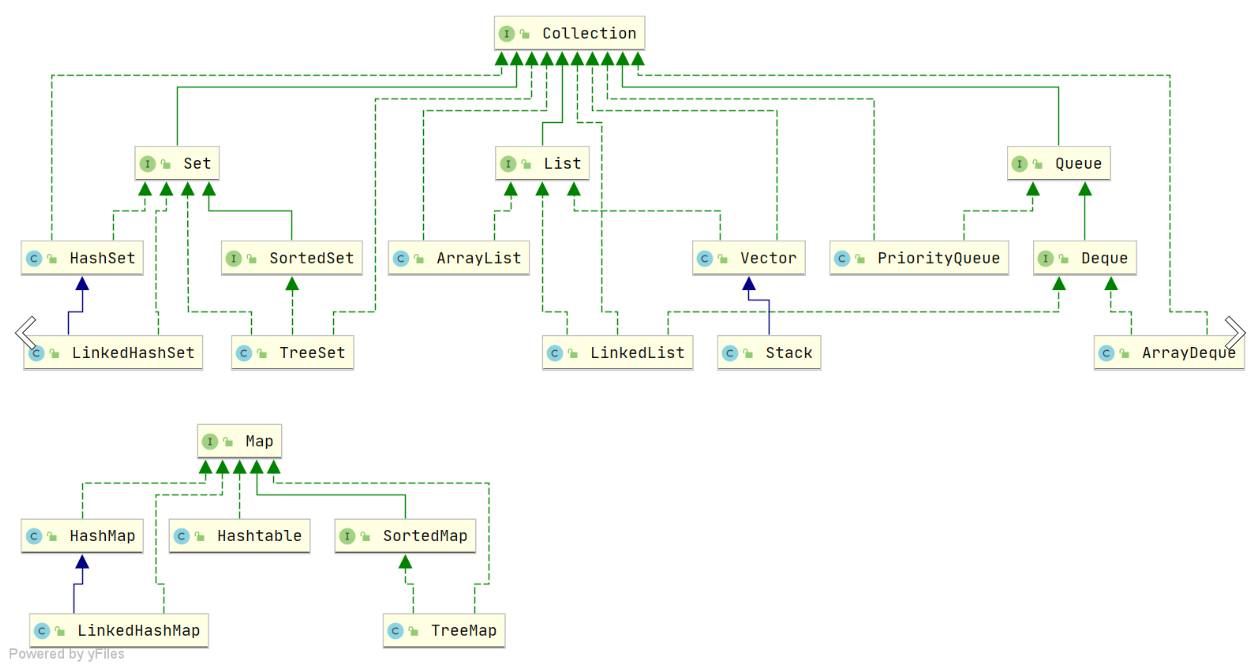 I Collection
I Set
I List
I Queue
C HashSet
I SortedSet
C ArrayList
C Vector
C PriorityQueue
I Deque
C LinkedHashSet
C TreeSet
C LinkedList
C Stack
C ArrayDeque
I Map
C HashMap
C Hashtable
I SortedMap
C LinkedHashMap
C TreeMap
Powered by yFiles